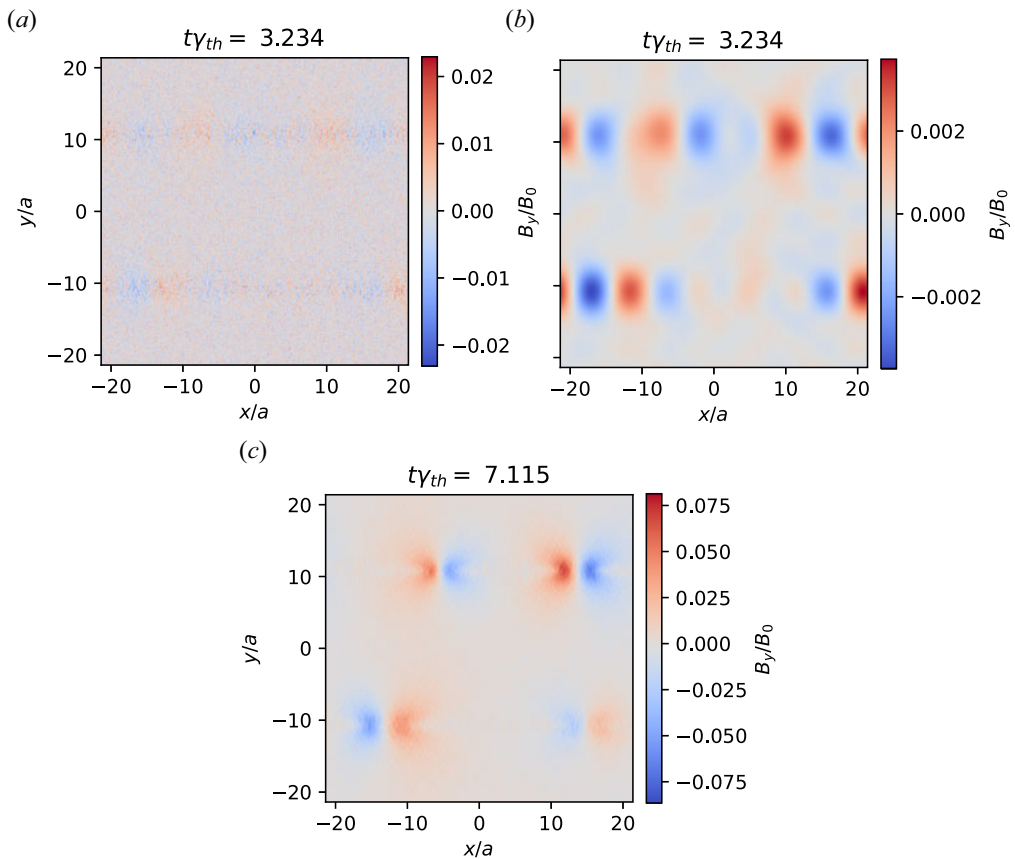 (a)
tγth = 3.234
20
10
0
−10
−20
y/a
−20 −10 0 10 20
x/a
0.02
0.01
0.00
−0.01
−0.02
By/B0
(b)
tγth = 3.234
−20 −10 0 10 20
x/a
0.002
0.000
−0.002
By/B0
(c)
tγth = 7.115
20
10
0
−10
−20
y/a
−20 −10 0 10 20
x/a
0.075
0.050
0.025
0.000
−0.025
−0.050
−0.075
By/B0